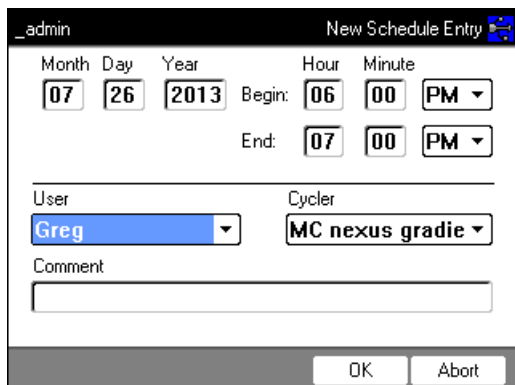 _admin New Schedule Entry
Month Day Year Hour Minute
07 26 2013 Begin: 06 00 PM
End: 07 00 PM
User Cycler
Greg MC nexus gradie
Comment
OK Abort